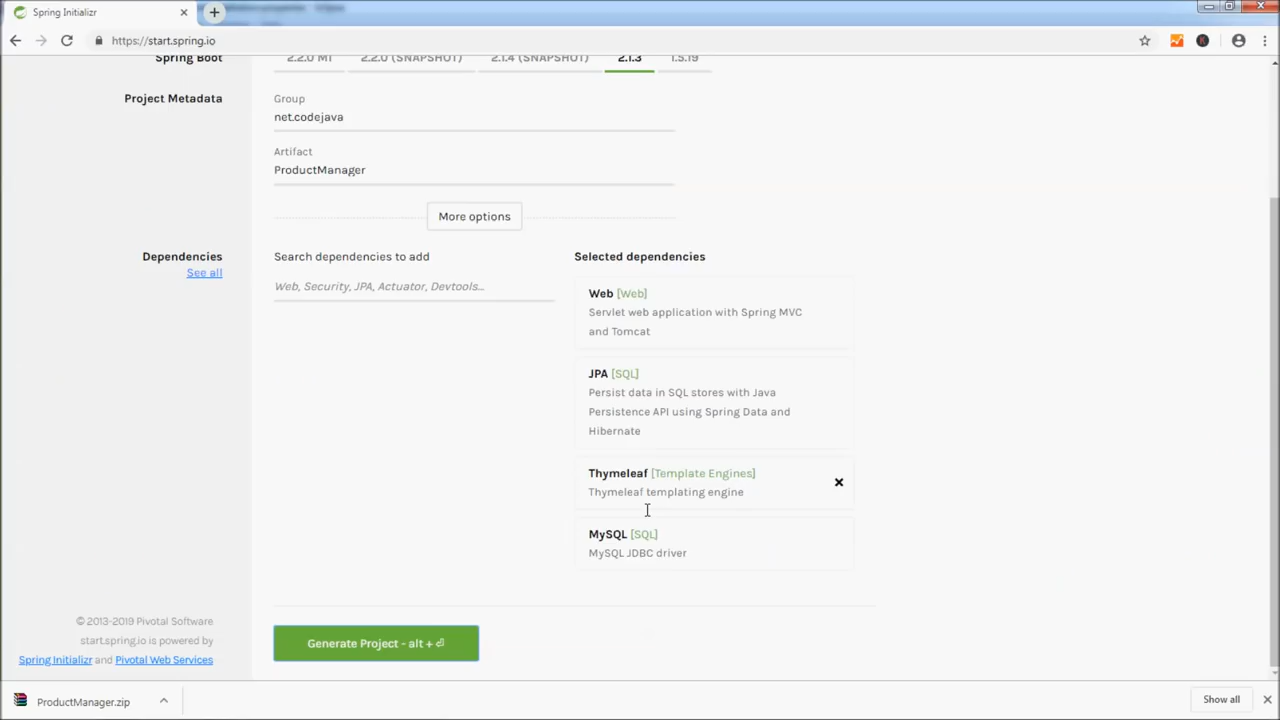 Spring Initializr
https://start.spring.io
Spring Boot
2.2.0 M1
2.2.0 (SNAPSHOT)
2.1.4 (SNAPSHOT)
2.1.3
1.5.19
Project Metadata
Group
net.codejava
Artifact
ProductManager
More options
Dependencies
See all
Search dependencies to add
Web, Security, JPA, Actuator, Devtools...
Selected dependencies
Web [Web]
Servlet web application with Spring MVC
and Tomcat
JPA [SQL]
Persist data in SQL stores with Java
Persistence API using Spring Data and
Hibernate
Thymeleaf [Template Engines]
Thymeleaf templating engine
MySQL [SQL]
MySQL JDBC driver
© 2013-2019 Pivotal Software
start.spring.io is powered by
Spring Initializr and Pivotal Web Services
Generate Project - alt + ⏎
ProductManager.zip
Show all